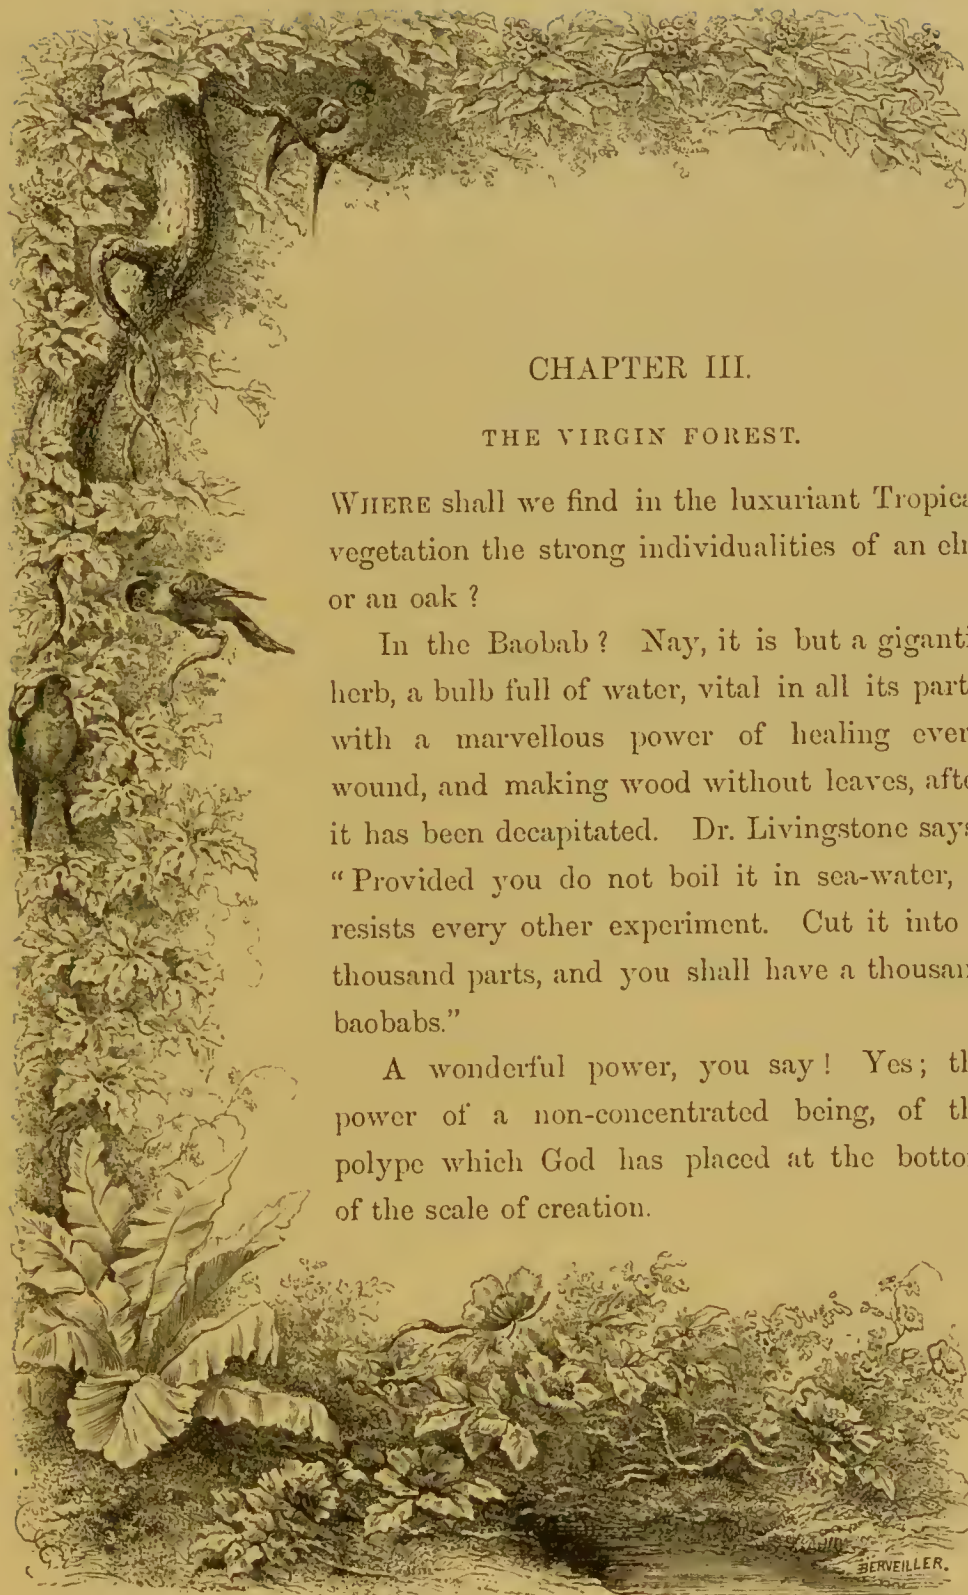 CHAPTER III.
THE VIRGIN FOREST.
WHERE shall we find in the luxuriant Tropica
vegetation the strong individualities of an el
or an oak ?
In the Baobab ? Nay, it is but a giganti
herb, a bulb full of water, vital in all its part
with a marvellous power of healing ever
wound, and making wood without leaves, afte
it has been decapitated. Dr. Livingstone says
“ Provided you do not boil it in sea-water,
resists every other experiment. Cut it into
thousand parts, and you shall have a thousan
baobabs.”
A wonderful power, you say ! Yes ; th
power of a non-concentrated being, of th
polype which God has placed at the botto
of the scale of creation.
BERVEILLER.